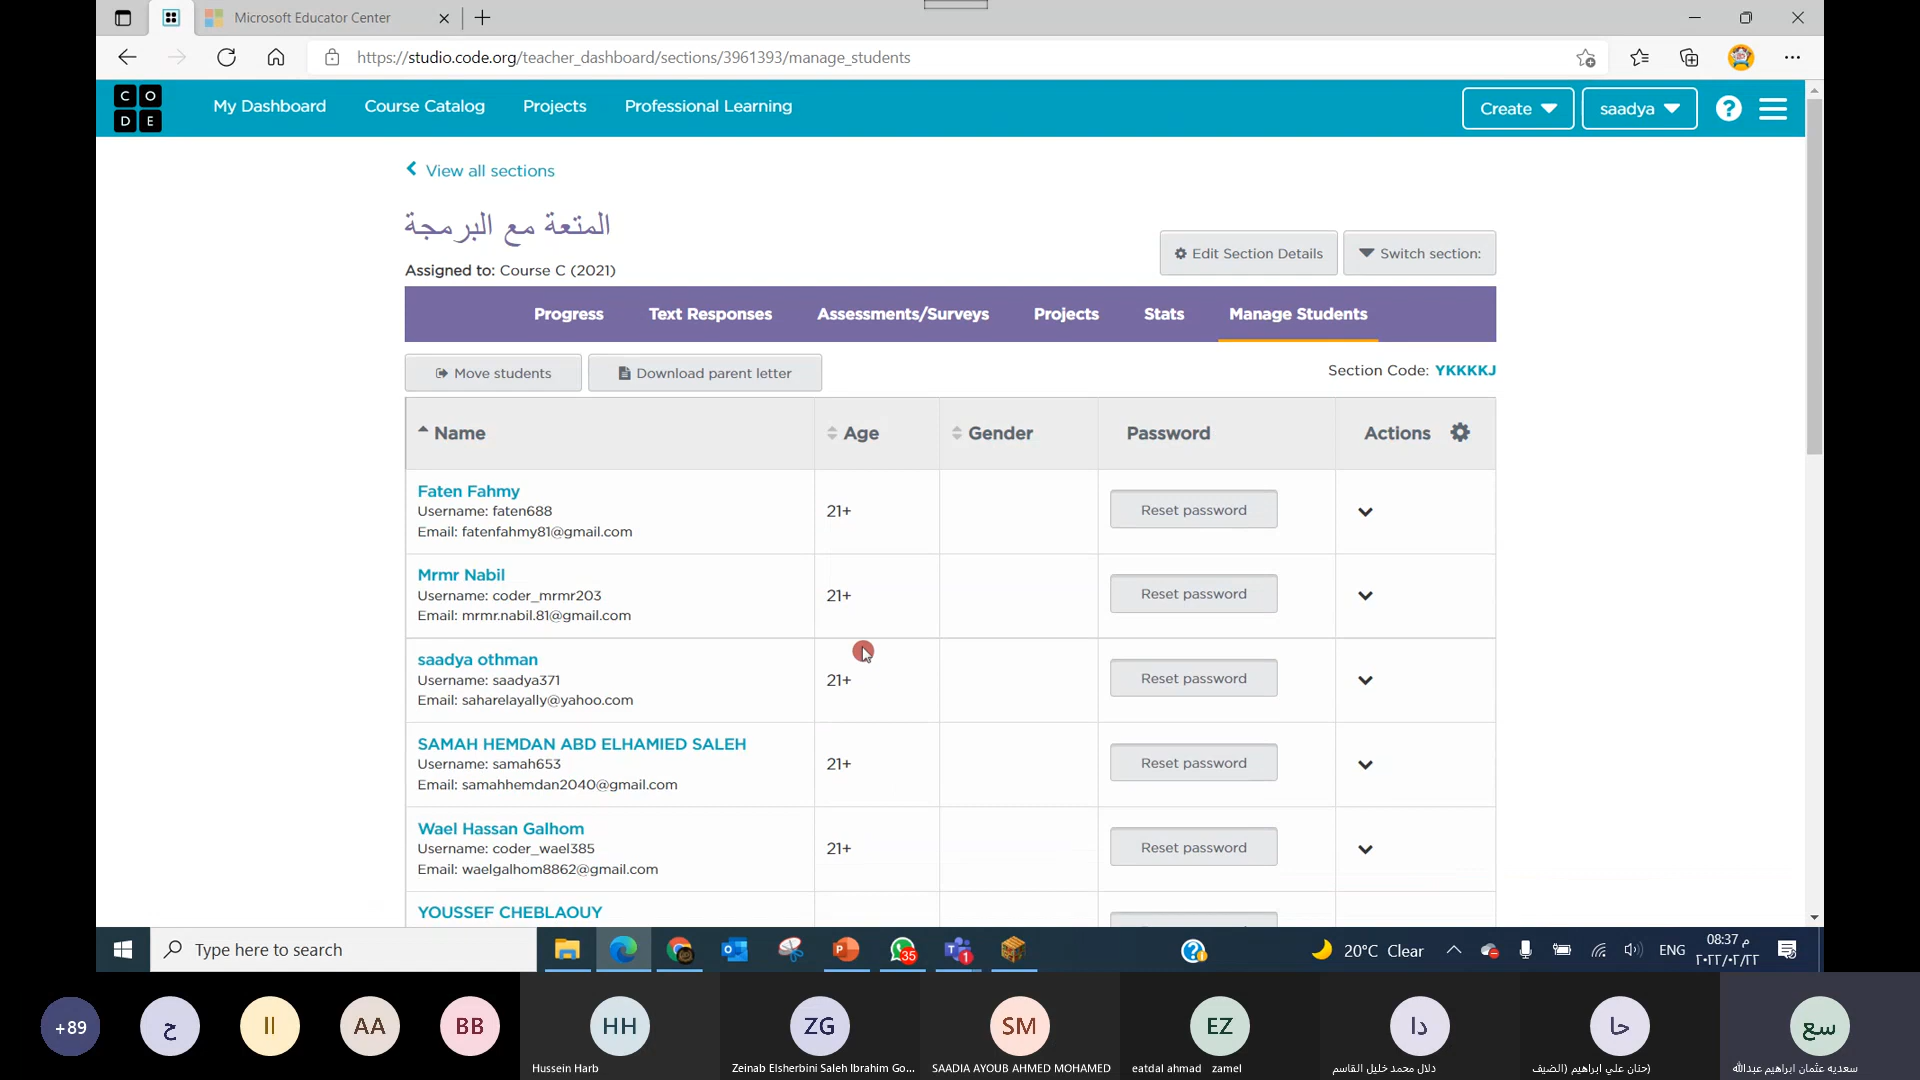 Microsoft Educator Center
https://studio.code.org/teacher_dashboard/sections/3961393/manage_students
C O D E
My Dashboard
Course Catalog
Projects
Professional Learning
Create
saadya
?
View all sections
المتعة مع البرمجة
Edit Section Details
Switch section:
Assigned to: Course C (2021)
Progress
Text Responses
Assessments/Surveys
Projects
Stats
Manage Students
Move students
Download parent letter
Section Code: YKKKKJ
Name
Age
Gender
Password
Actions
Faten Fahmy
Username: faten688
Email: fatenfahmy81@gmail.com
21+
Reset password
Mrmr Nabil
Username: coder_mrmr203
Email: mrmr.nabil.81@gmail.com
21+
Reset password
saadya othman
Username: saadya371
Email: saharelayally@yahoo.com
21+
Reset password
SAMAH HEMDAN ABD ELHAMIED SALEH
Username: samah653
Email: samahhemdan2040@gmail.com
21+
Reset password
Wael Hassan Galhom
Username: coder_wael385
Email: waelgalhom8862@gmail.com
21+
Reset password
YOUSSEF CHEBLAOUY
Type here to search
35
1
20°C Clear
ENG
08:37 م
٢٠٢٢/٠٢/٢٢
+89
ح
اا
AA
BB
HH
Hussein Harb
ZG
Zeinab Elsherbini Saleh Ibrahim Go...
SM
SAADIA AYOUB AHMED MOHAMED
EZ
eatdal ahmad zamel
دا
دلال محمد خليل القاسم
حا
حنان علي ابراهيم (الضيف)
سع
سعديه عثمان ابراهيم عبدالله